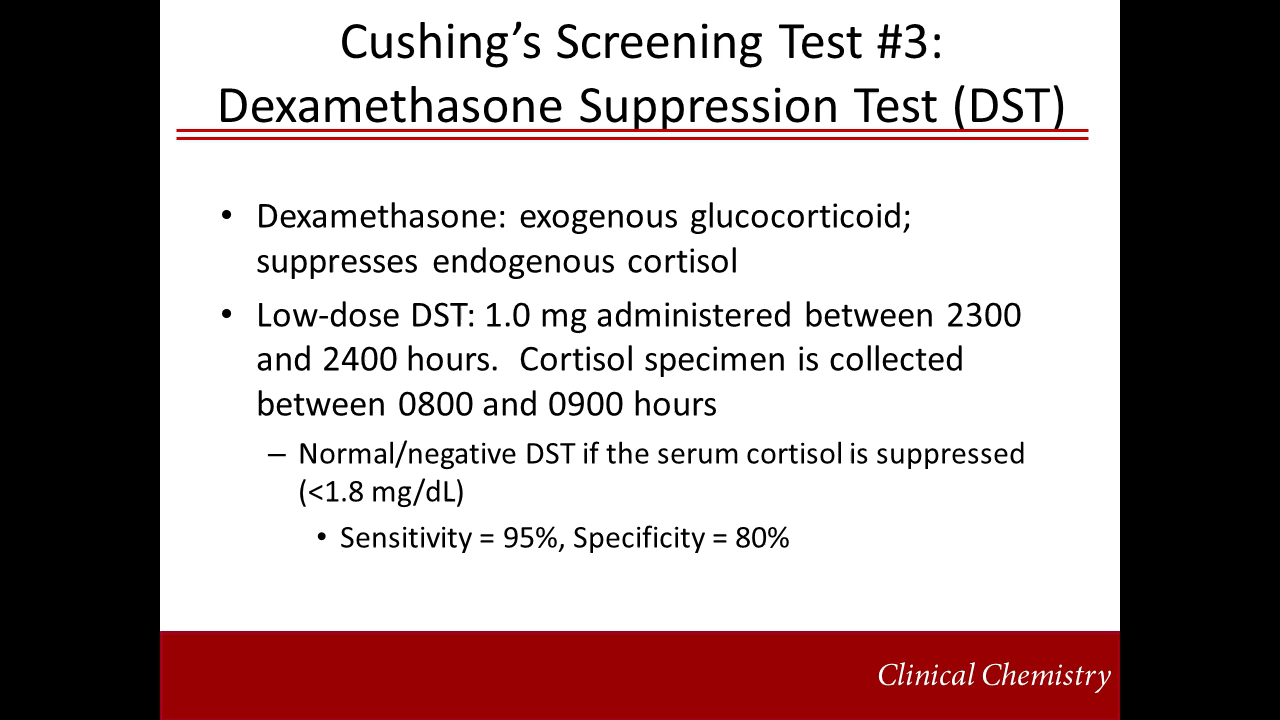 Cushing’s Screening Test #3:
Dexamethasone Suppression Test (DST)
• Dexamethasone: exogenous glucocorticoid;
suppresses endogenous cortisol
• Low-dose DST: 1.0 mg administered between 2300
and 2400 hours. Cortisol specimen is collected
between 0800 and 0900 hours
– Normal/negative DST if the serum cortisol is suppressed
(<1.8 mg/dL)
• Sensitivity = 95%, Specificity = 80%
Clinical Chemistry